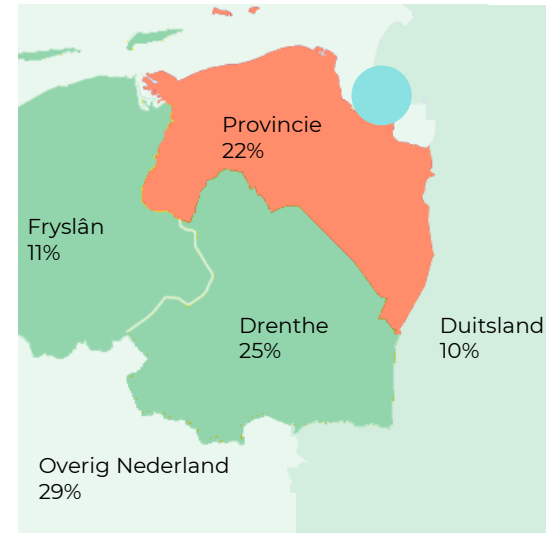 Provincie
22%
Fryslân
11%
Drenthe
25%
Duitsland
10%
Overig Nederland
29%